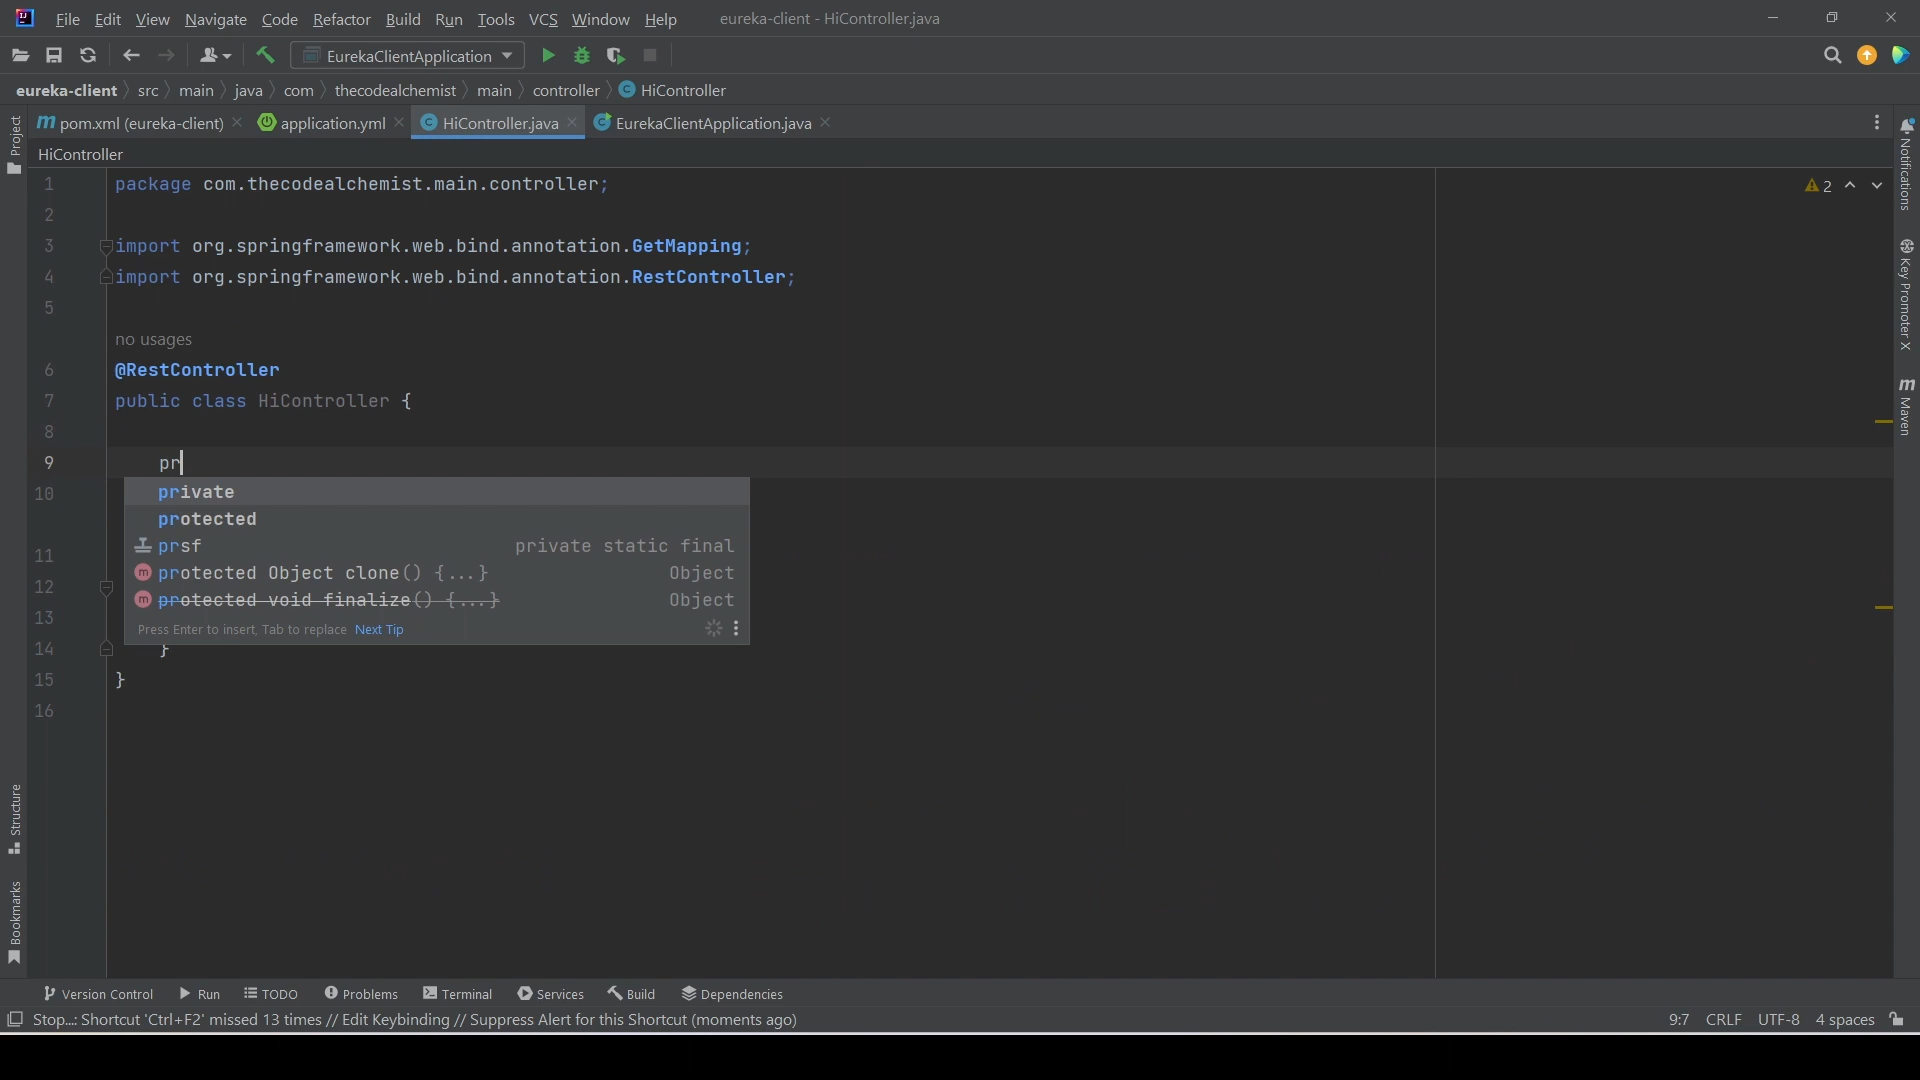 File Edit View Navigate Code Refactor Build Run Tools VCS Window Help eureka-client - HiController.java
EurekaClientApplication
eureka-client src main java com thecodealchemist main controller HiController
pom.xml (eureka-client) application.yml HiController.java EurekaClientApplication.java
HiController
1 package com.thecodealchemist.main.controller;
2
3 import org.springframework.web.bind.annotation.GetMapping;
4 import org.springframework.web.bind.annotation.RestController;
5
no usages
6 @RestController
7 public class HiController {
8
9 pr
10
private
protected
prsf private static final
protected Object clone() {...} Object
protected void finalize() {...} Object
Press Enter to insert, Tab to replace Next Tip
11
12
13
14 }
15 }
16
2
Project
Structure
Bookmarks
Notifications
Key Promoter X
Maven
Version Control Run TODO Problems Terminal Services Build Dependencies
Stop...: Shortcut 'Ctrl+F2' missed 13 times // Edit Keybinding // Suppress Alert for this Shortcut (moments ago) 9:7 CRLF UTF-8 4 spaces